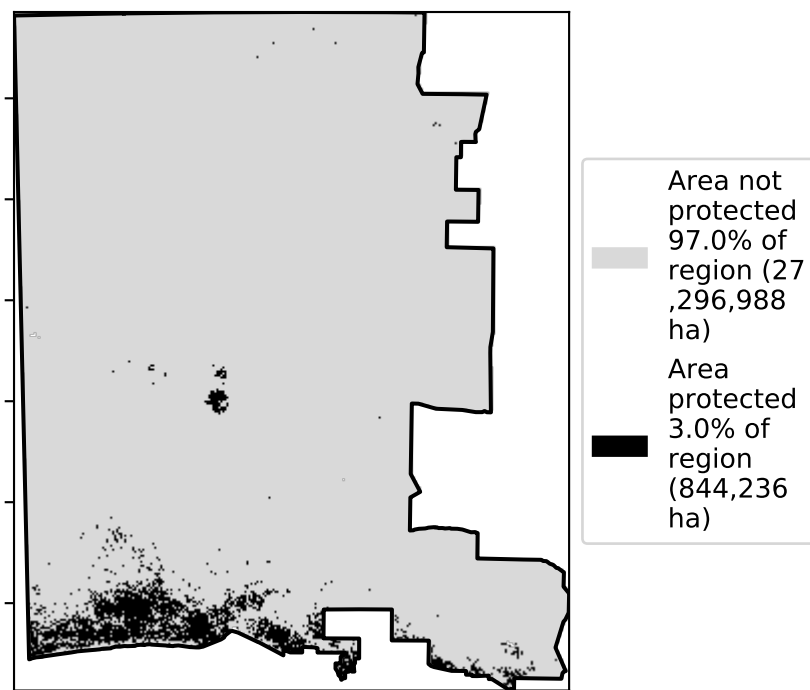 Area not
protected
97.0% of
region (27
,296,988
ha)
Area
protected
3.0% of
region
(844,236
ha)